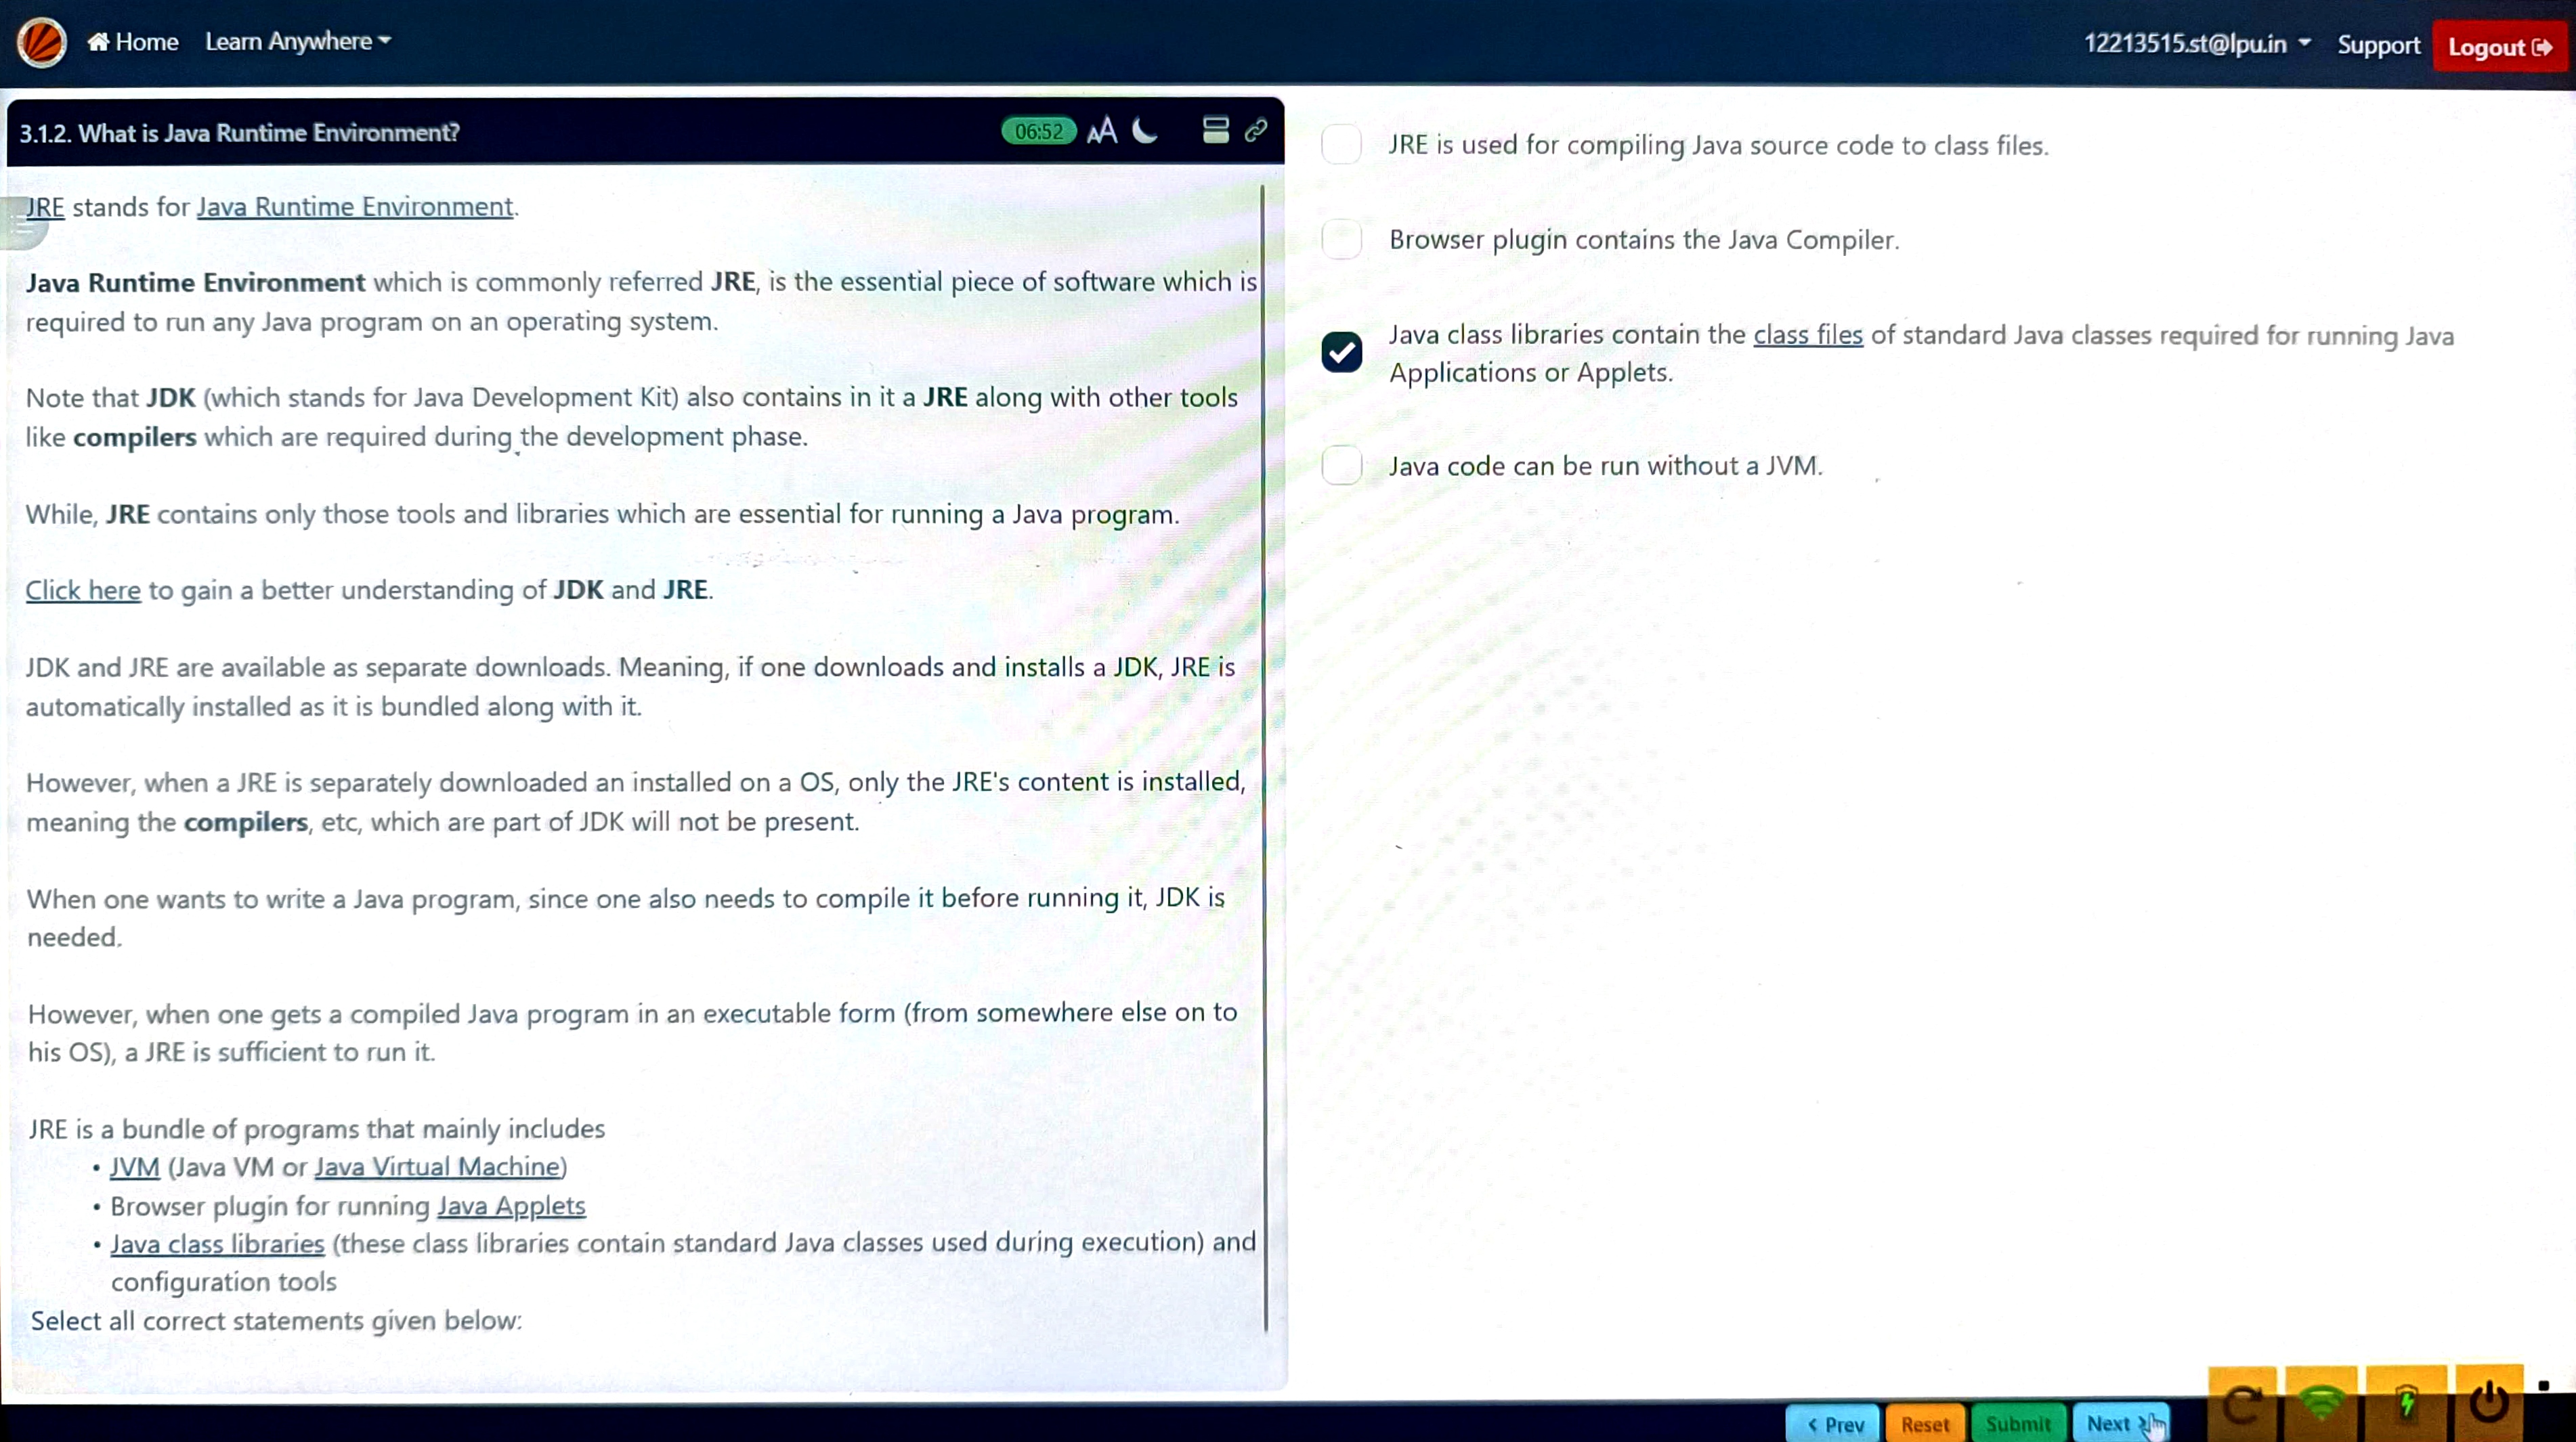 Home Learn Anywhere 12213515.st@lpu.in Support Logout
3.1.2. What is Java Runtime Environment? 06:52 AA
JRE stands for Java Runtime Environment.
Java Runtime Environment which is commonly referred JRE, is the essential piece of software which is
required to run any Java program on an operating system.
Note that JDK (which stands for Java Development Kit) also contains in it a JRE along with other tools
like compilers which are required during the development phase.
While, JRE contains only those tools and libraries which are essential for running a Java program.
Click here to gain a better understanding of JDK and JRE.
JDK and JRE are available as separate downloads. Meaning, if one downloads and installs a JDK, JRE is
automatically installed as it is bundled along with it.
However, when a JRE is separately downloaded an installed on a OS, only the JRE's content is installed,
meaning the compilers, etc, which are part of JDK will not be present.
When one wants to write a Java program, since one also needs to compile it before running it, JDK is
needed.
However, when one gets a compiled Java program in an executable form (from somewhere else on to
his OS), a JRE is sufficient to run it.
JRE is a bundle of programs that mainly includes
• JVM (Java VM or Java Virtual Machine)
• Browser plugin for running Java Applets
• Java class libraries (these class libraries contain standard Java classes used during execution) and
configuration tools
Select all correct statements given below:
JRE is used for compiling Java source code to class files.
Browser plugin contains the Java Compiler.
Java class libraries contain the class files of standard Java classes required for running Java
Applications or Applets.
Java code can be run without a JVM.
< Prev Reset Submit Next >